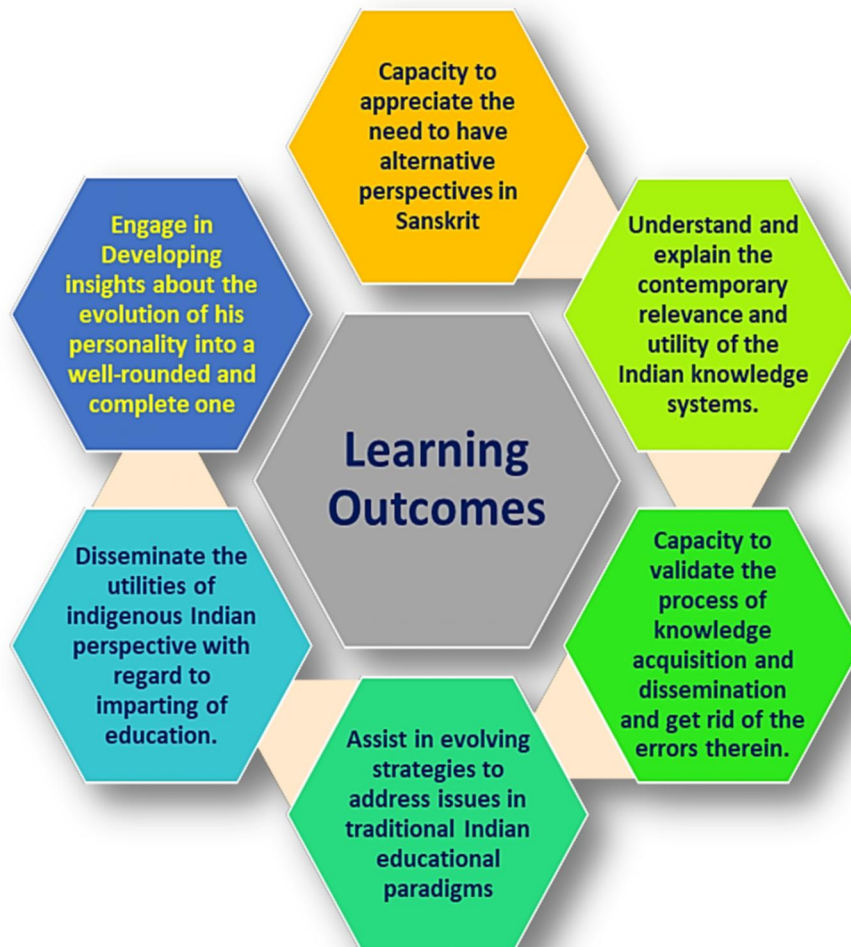 Learning
Outcomes
Capacity to
appreciate the
need to have
alternative
perspectives in
Sanskrit
Understand and
explain the
contemporary
relevance and
utility of the
Indian knowledge
systems.
Capacity to
validate the
process of
knowledge
acquisition and
dissemination
and get rid of the
errors therein.
Assist in evolving
strategies to
address issues in
traditional Indian
educational
paradigms
Disseminate the
utilities of
indigenous Indian
perspective with
regard to
imparting of
education.
Engage in
Developing
insights about the
evolution of his
personality into a
well-rounded and
complete one